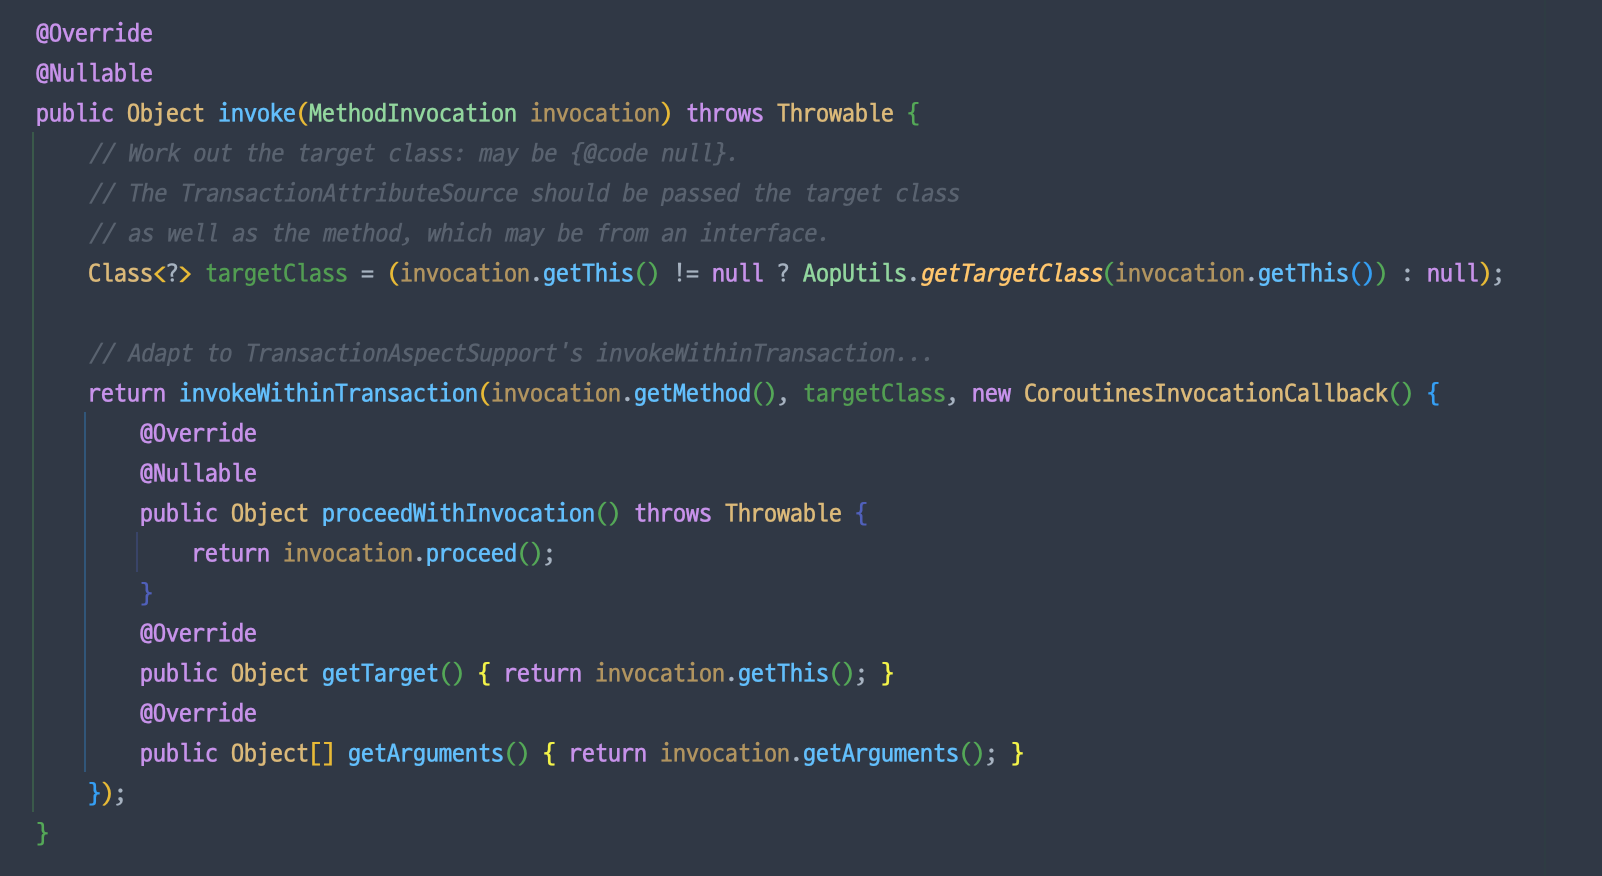 @Override
@Nullable
public Object invoke(MethodInvocation invocation) throws Throwable {
// Work out the target class: may be {@code null}.
// The TransactionAttributeSource should be passed the target class
// as well as the method, which may be from an interface.
Class<?> targetClass = (invocation.getThis() != null ? AopUtils.getTargetClass(invocation.getThis()) : null);
// Adapt to TransactionAspectSupport's invokeWithinTransaction...
return invokeWithinTransaction(invocation.getMethod(), targetClass, new CoroutinesInvocationCallback() {
@Override
@Nullable
public Object proceedWithInvocation() throws Throwable {
return invocation.proceed();
}
@Override
public Object getTarget() { return invocation.getThis(); }
@Override
public Object[] getArguments() { return invocation.getArguments(); }
});
}